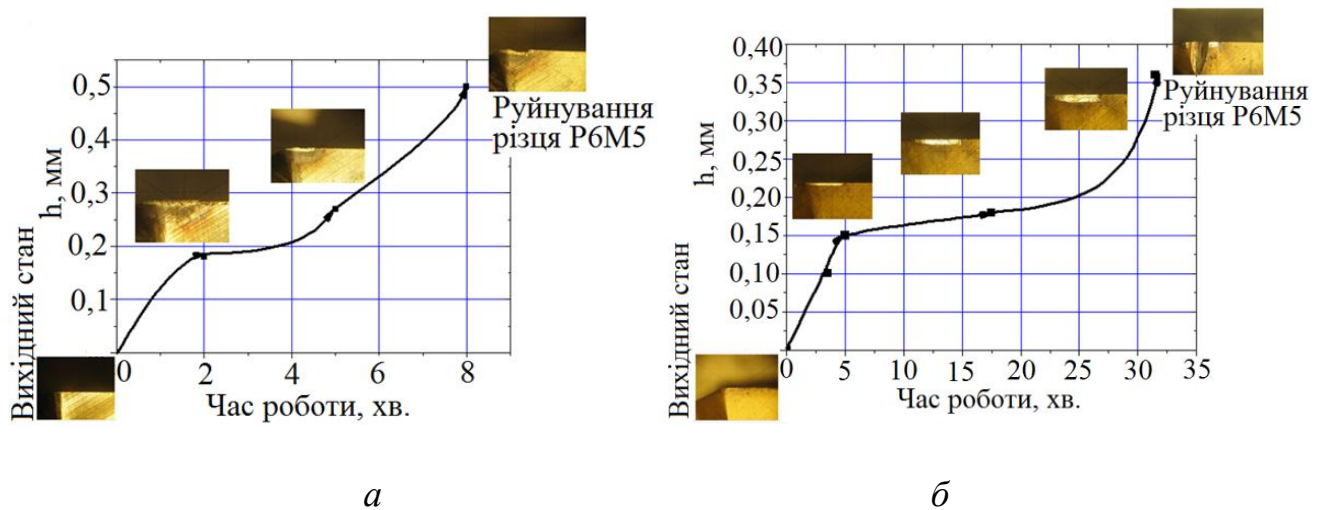 0,5
0,4
0,3
0,2
0,1
h, мм
Вихідний стан
0 2 4 6 8
Час роботи, хв.
Руйнування
різця Р6М5
а
0,40
0,35
0,30
0,25
0,20
0,15
0,10
0,05
h, мм
Вихідний стан
0 5 10 15 20 25 30 35
Час роботи, хв.
Руйнування
різця Р6М5
б